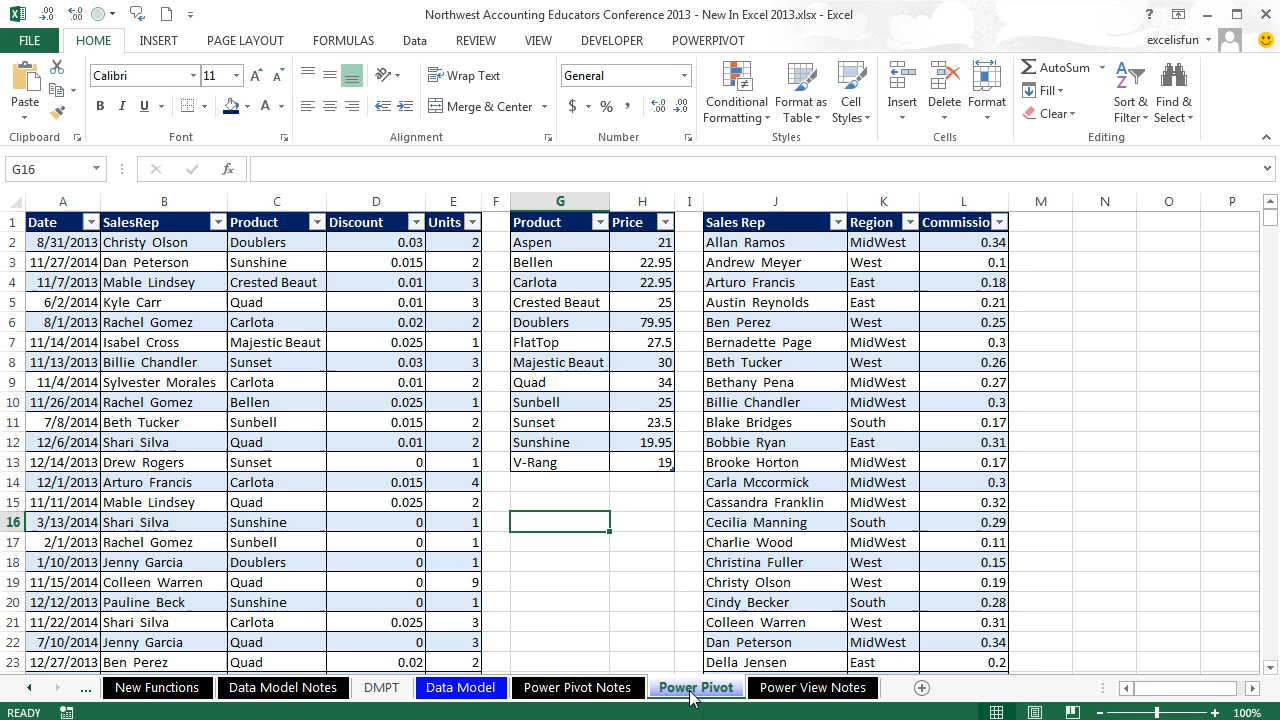 Northwest Accounting Educators Conference 2013 - New In Excel 2013.xlsx - Excel
FILE HOME INSERT PAGE LAYOUT FORMULAS Data REVIEW VIEW DEVELOPER POWERPIVOT excelisfun
Calibri 11 Wrap Text General AutoSum
Paste B I U A Merge & Center $ % Conditional Formatting Format as Table Cell Styles Insert Delete Format Fill Clear Sort & Filter Find & Select
Clipboard Font Alignment Number Styles Cells Editing
G16 fx
A B C D E F G H I J K L M N O P
1 Date SalesRep Product Discount Units Product Price Sales Rep Region Commissio
2 8/31/2013 Christy Olson Doublers 0.03 2 Aspen 21 Allan Ramos MidWest 0.34
3 11/27/2014 Dan Peterson Sunshine 0.015 2 Bellen 22.95 Andrew Meyer West 0.1
4 11/7/2013 Mable Lindsey Crested Beaut 0.01 3 Carlota 22.95 Arturo Francis East 0.18
5 6/2/2014 Kyle Carr Quad 0.01 3 Crested Beaut 25 Austin Reynolds East 0.21
6 8/1/2013 Rachel Gomez Carlota 0.02 2 Doublers 79.95 Ben Perez West 0.25
7 11/14/2014 Isabel Cross Majestic Beaut 0.025 1 FlatTop 27.5 Bernadette Page MidWest 0.3
8 11/13/2013 Billie Chandler Sunset 0.03 3 Majestic Beaut 30 Beth Tucker West 0.26
9 11/4/2014 Sylvester Morales Carlota 0.01 2 Quad 34 Bethany Pena MidWest 0.27
10 11/26/2014 Rachel Gomez Bellen 0.025 1 Sunbell 25 Billie Chandler MidWest 0.3
11 7/8/2014 Beth Tucker Sunbell 0.015 2 Sunset 23.5 Blake Bridges South 0.17
12 12/6/2014 Shari Silva Quad 0.01 2 Sunshine 19.95 Bobbie Ryan East 0.31
13 12/14/2013 Drew Rogers Sunset 0 1 V-Rang 19 Brooke Horton MidWest 0.17
14 12/1/2013 Arturo Francis Carlota 0.015 4 Carla Mccormick MidWest 0.3
15 11/11/2014 Mable Lindsey Quad 0.025 2 Cassandra Franklin MidWest 0.32
16 3/13/2014 Shari Silva Sunshine 0 1 Cecilia Manning South 0.29
17 2/1/2013 Rachel Gomez Sunbell 0 1 Charlie Wood MidWest 0.11
18 1/10/2013 Jenny Garcia Doublers 0 1 Christina Fuller West 0.15
19 11/15/2014 Colleen Warren Quad 0 9 Christy Olson West 0.19
20 12/12/2013 Pauline Beck Sunshine 0 1 Cindy Becker South 0.28
21 11/22/2014 Shari Silva Carlota 0.025 3 Colleen Warren West 0.31
22 7/10/2014 Jenny Garcia Quad 0 3 Dan Peterson MidWest 0.34
23 12/27/2013 Ben Perez Quad 0.02 2 Della Jensen East 0.2
... New Functions Data Model Notes DMPT Data Model Power Pivot Notes Power Pivot Power View Notes
READY 100%